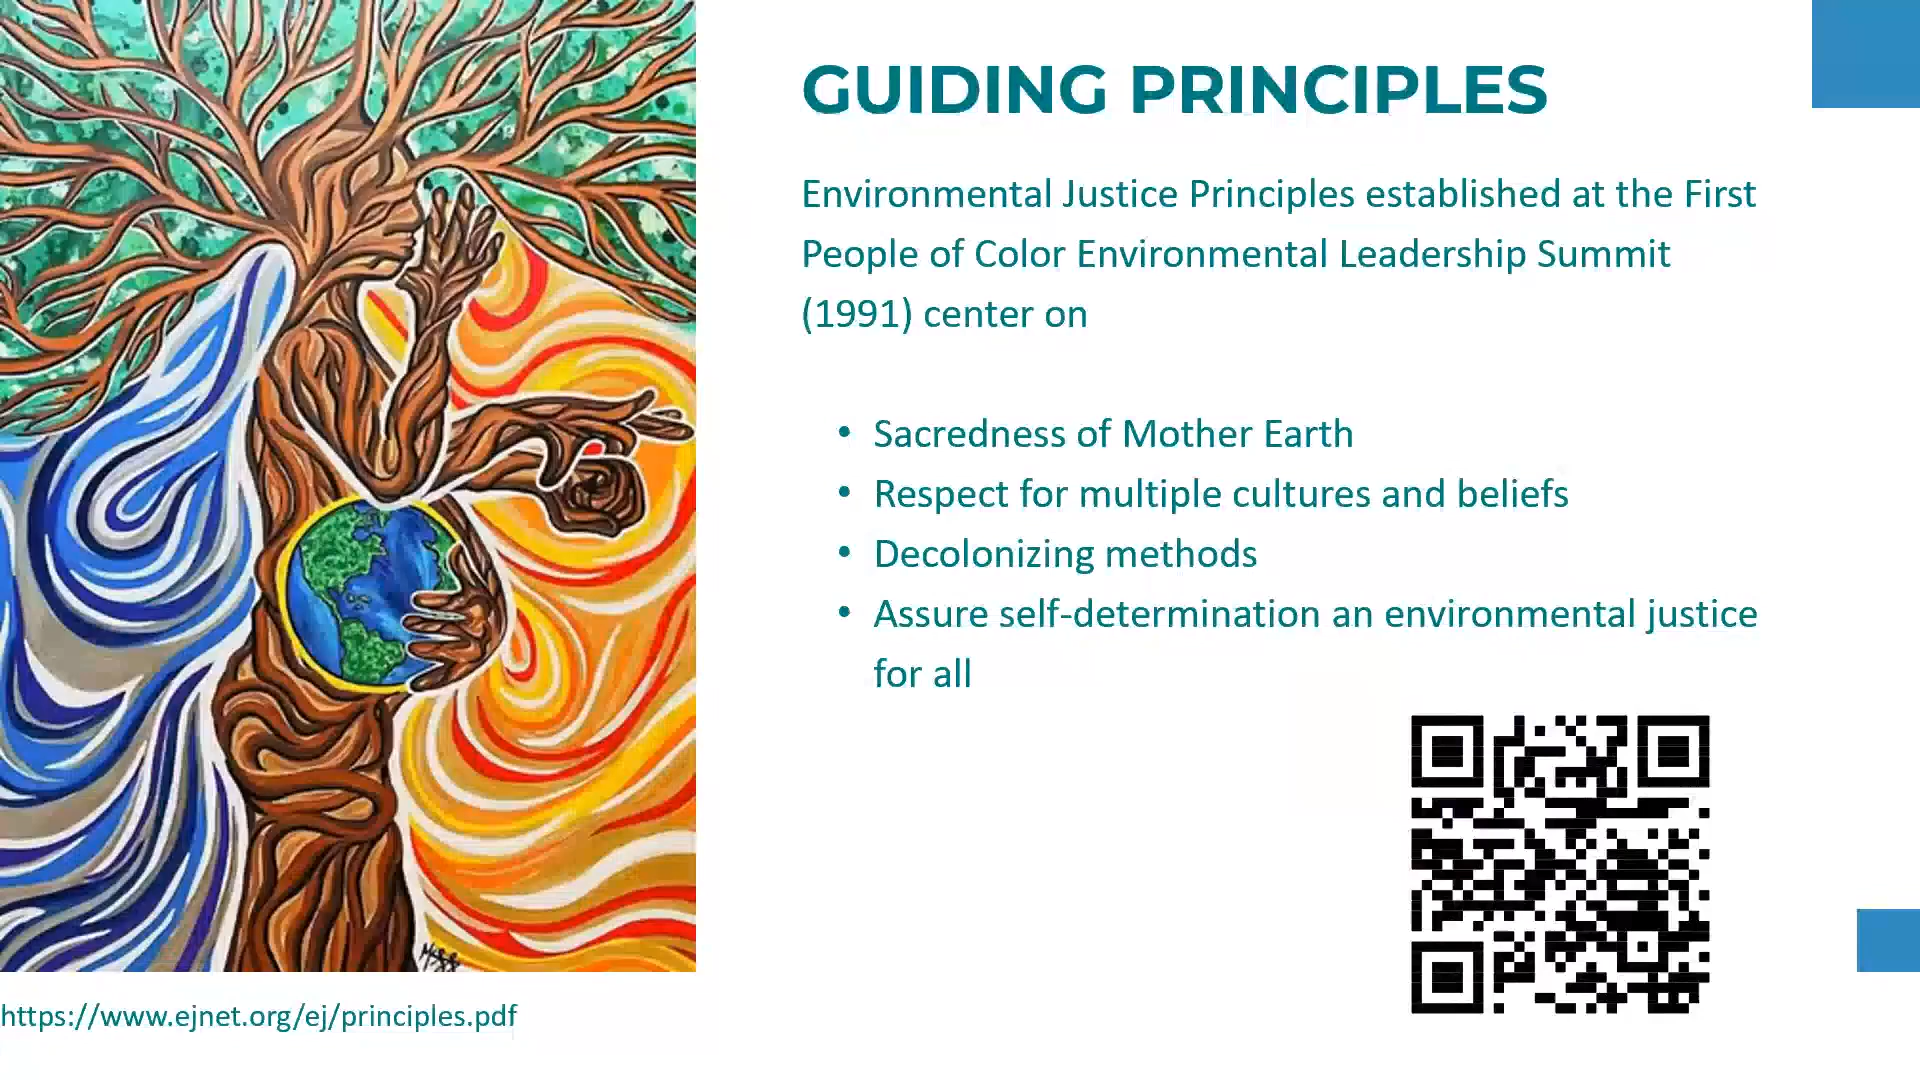 GUIDING PRINCIPLES
Environmental Justice Principles established at the First
People of Color Environmental Leadership Summit
(1991) center on
• Sacredness of Mother Earth
• Respect for multiple cultures and beliefs
• Decolonizing methods
• Assure self-determination an environmental justice
for all
https://www.ejnet.org/ej/principles.pdf